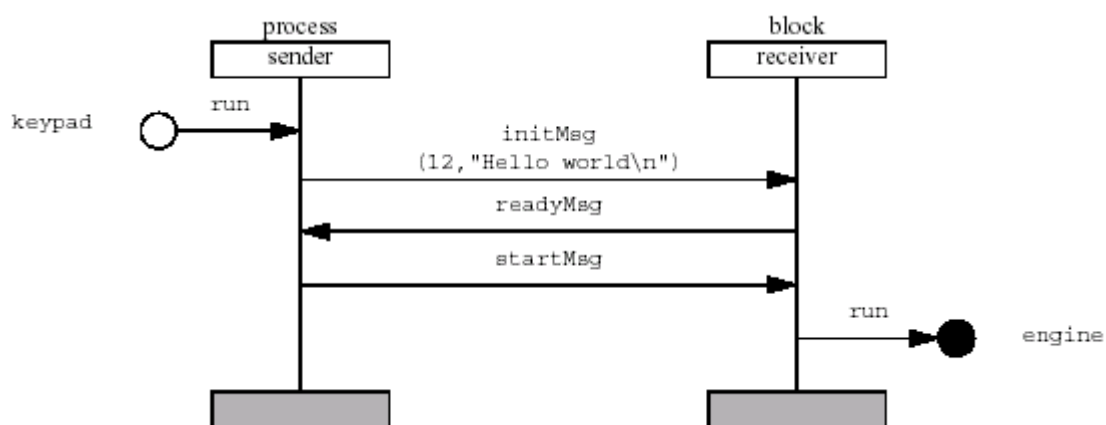 process
block
sender
receiver
run
keypad
initMsg
(12,"Hello world\n")
readyMsg
startMsg
run
engine